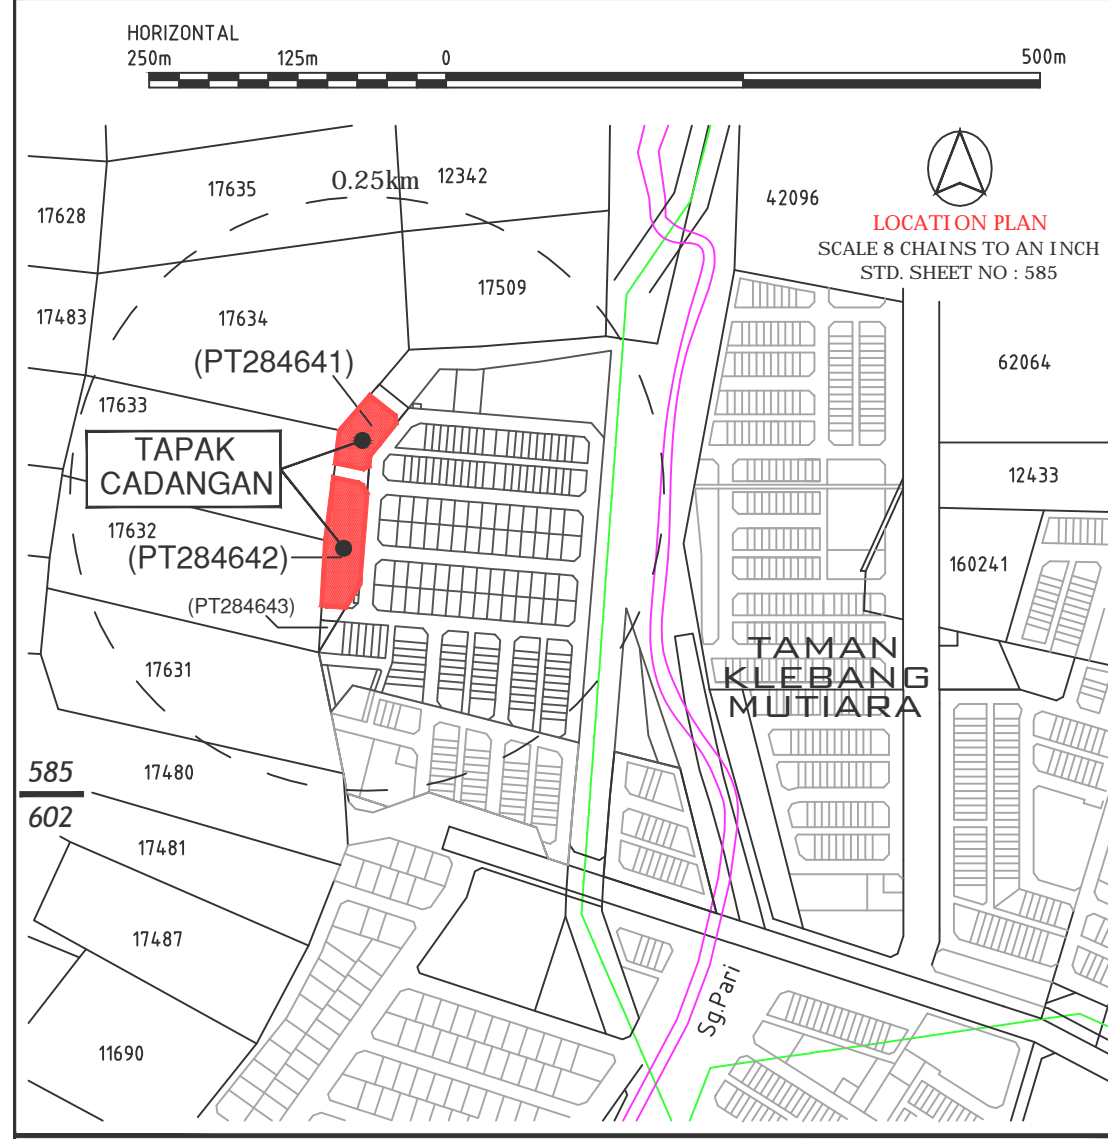 HORIZONTAL
250m 125m 0 500m
17635 0.25km 12342
17628
42096
LOCATION PLAN
SCALE 8 CHAINS TO AN INCH
STD. SHEET NO : 585
17509
17483 17634
(PT284641)
62064
17633
TAPAK
CADANGAN
12433
17632
(PT284642)
160241
(PT284643)
TAMAN
KLEBANG
MUTIARA
17631
585
602
17480
17481
17487
Sg.Pari
11690